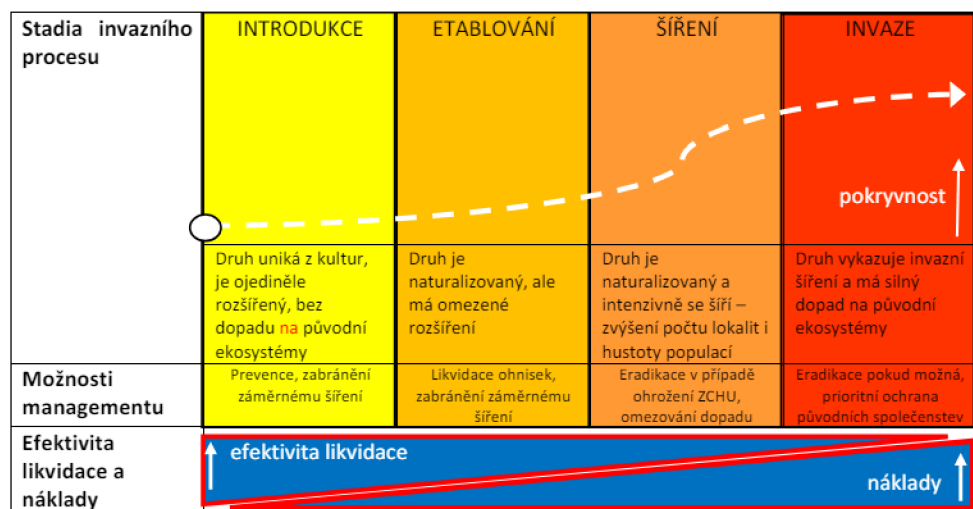 Stadia invazního
procesu
INTRODUKCE
ETABLOVÁNÍ
ŠÍŘENÍ
INVAZE
pokryvnost
Druh uniká z kultur,
je ojediněle
rozšířený, bez
dopadu na původní
ekosystémy
Druh je
naturalizovaný, ale
má omezené
rozšíření
Druh je
naturalizovaný a
intenzivně se šíří –
zvýšení počtu lokalit i
hustoty populací
Druh vykazuje invazní
šíření a má silný
dopad na původní
ekosystémy
Možnosti
managementu
Prevence, zabránění
záměrnému šíření
Likvidace ohnisek,
zabránění záměrnému
šíření
Eradikace v případě
ohrožení ZCHU,
omezování dopadu
Eradikace pokud možná,
prioritní ochrana
původních společenstev
Efektivita
likvidace a
náklady
efektivita likvidace
náklady